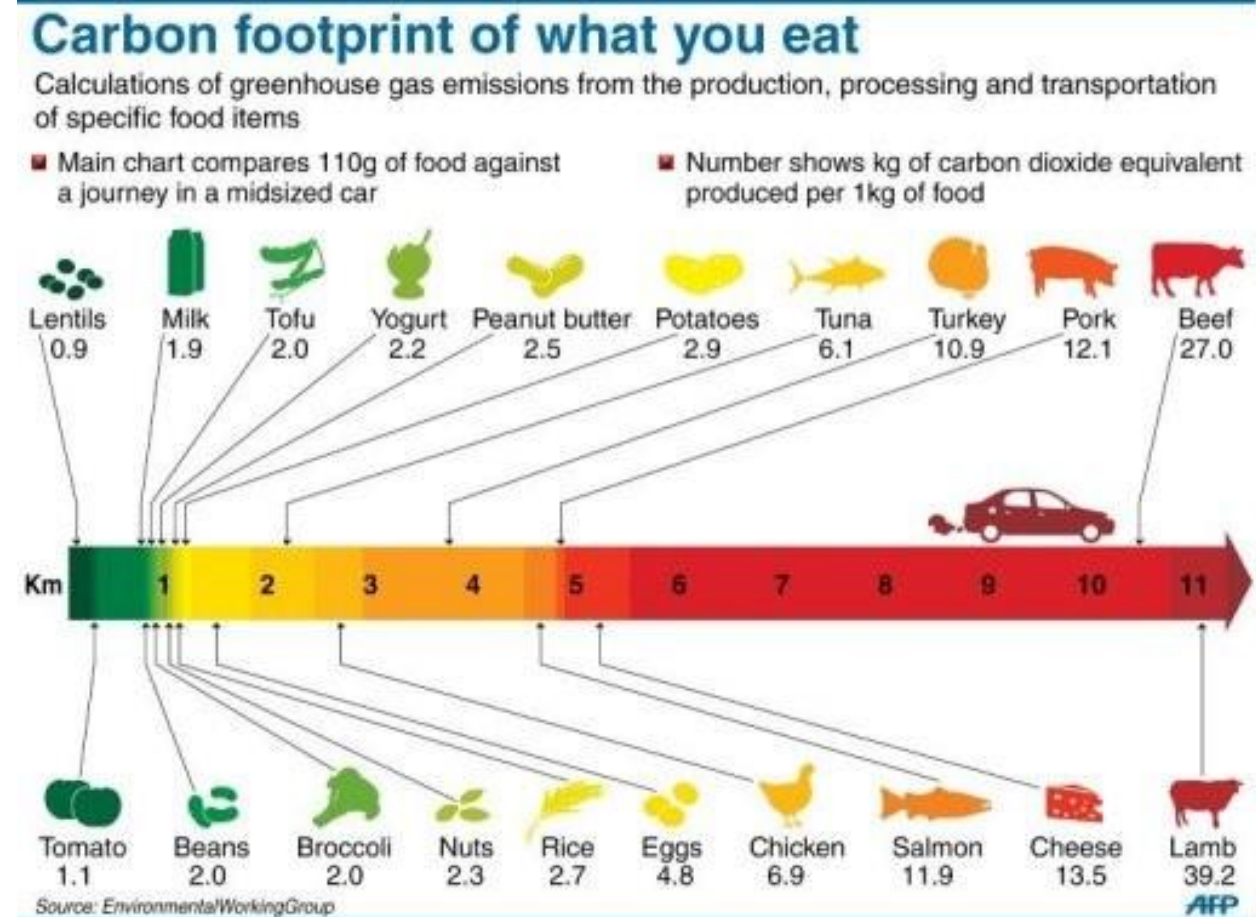 Carbon footprint of what you eat
Calculations of greenhouse gas emissions from the production, processing and transportation
of specific food items
Main chart compares 110g of food against
a journey in a midsized car
Number shows kg of carbon dioxide equivalent
produced per 1kg of food
Lentils Milk Tofu Yogurt Peanut butter Potatoes Tuna Turkey Pork Beef
0.9 1.9 2.0 2.2 2.5 2.9 6.1 10.9 12.1 27.0
Km 1 2 3 4 5 6 7 8 9 10 11
Tomato Beans Broccoli Nuts Rice Eggs Chicken Salmon Cheese Lamb
1.1 2.0 2.0 2.3 2.7 4.8 6.9 11.9 13.5 39.2
Source: EnvironmentalWorkingGroup
AFP